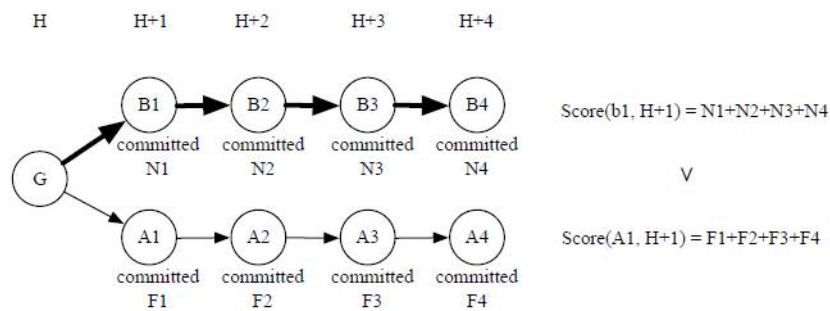 H H+1 H+2 H+3 H+4
B1 B2 B3 B4
Score(b1, H+1) = N1+N2+N3+N4
committed committed committed committed
N1 N2 N3 N4
G
V
A1 A2 A3 A4
Score(A1, H+1) = F1+F2+F3+F4
committed committed committed committed
F1 F2 F3 F4